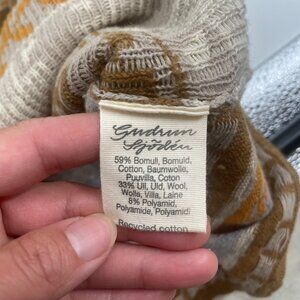 Gudrun
Sjödén
59% Bomull, Bomuld,
Cotton, Baumwolle,
Puuvilla, Coton
33% Ull, Uld, Wool,
Wolle, Villa, Laine
8% Polyamid,
Polyamide, Polyamidi
Recycled cotton